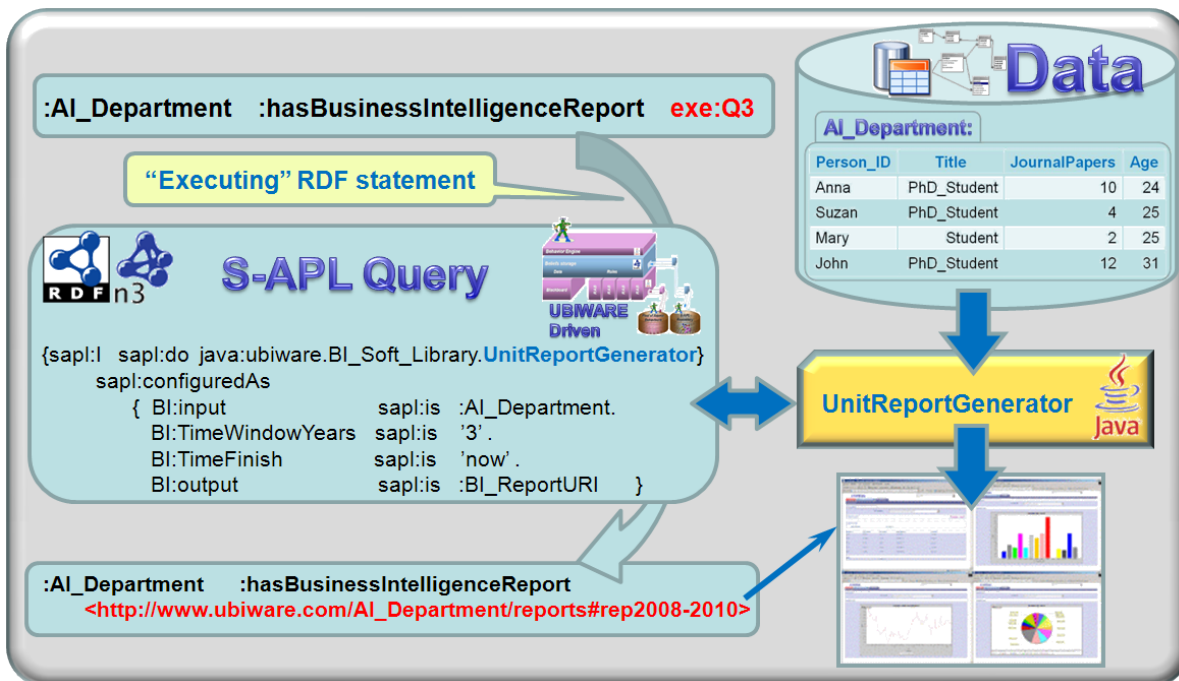 :AI_Department :hasBusinessIntelligenceReport exe:Q3
“Executing” RDF statement
Data
AI_Department:
Person_ID Title JournalPapers Age
Anna PhD_Student 10 24
Suzan PhD_Student 4 25
Mary Student 2 25
John PhD_Student 12 31
RDF
n3
S-APL Query
Behavior Engine
Blackboard
UBIWARE
Driven
{sapl:I sapl:do java:ubiware.BI_Soft_Library.UnitReportGenerator}
sapl:configuredAs
{ BI:input sapl:is :AI_Department.
BI:TimeWindowYears sapl:is ’3’ .
BI:TimeFinish sapl:is ’now’ .
BI:output sapl:is :BI_ReportURI }
UnitReportGenerator
Java
:AI_Department :hasBusinessIntelligenceReport
<http://www.ubiware.com/AI_Department/reports#rep2008-2010>